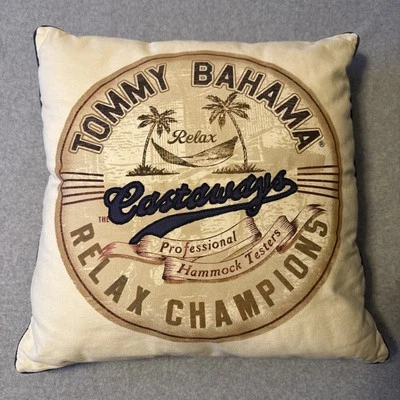 TOMMY BAHAMA®
Relax
THE Castaways
Professional
Hammock Testers
RELAX CHAMPIONS